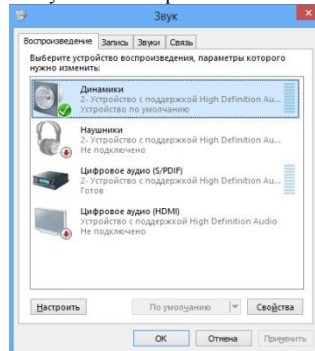 Звук
Воспроизведение Запись Звуки Связь
Выберите устройство воспроизведения, параметры которого
нужно изменить:
Динамики
2- Устройство с поддержкой High Definition Au...
Устройство по умолчанию
Наушники
2- Устройство с поддержкой High Definition Au...
Не подключено
Цифровое аудио (S/PDIF)
2- Устройство с поддержкой High Definition Au...
Готов
Цифровое аудио (HDMI)
Устройство с поддержкой High Definition Audio
Не подключено
Настроить По умолчанию Свойства
OK Отмена Применить